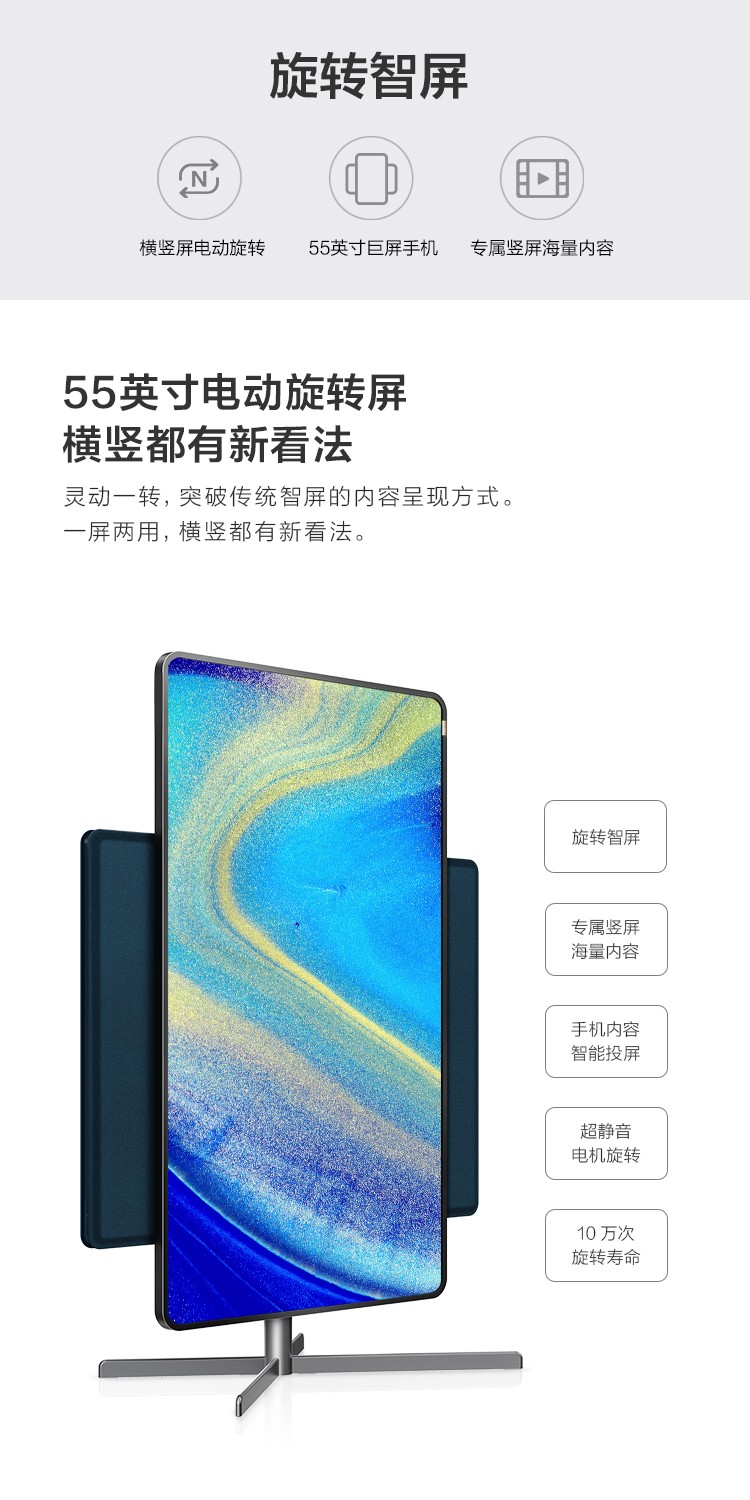 旋转智屏
N
横竖屏电动旋转
55英寸巨屏手机
专属竖屏海量内容
55英寸电动旋转屏
横竖都有新看法
灵动一转, 突破传统智屏的内容呈现方式。
一屏两用, 横竖都有新看法。
旋转智屏
专属竖屏
海量内容
手机内容
智能投屏
超静音
电机旋转
10 万次
旋转寿命